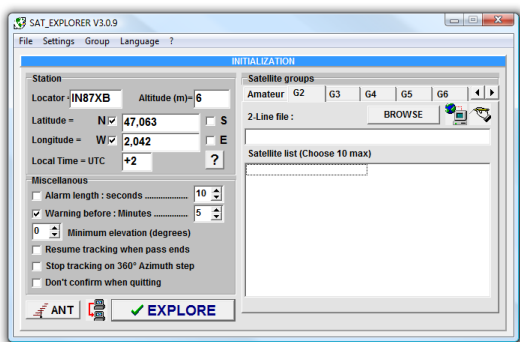 SAT_EXPLORER V3.0.9
File Settings Group Language ?
INITIALIZATION
Station
Locator = IN87XB Altitude (m)= 6
Latitude = N 47,063 S
Longitude = W 2,042 E
Local Time = UTC +2 ?
Miscellanous
Alarm length : seconds ................. 10
Warning before : Minutes .............. 5
0 Minimum elevation (degrees)
Resume tracking when pass ends
Stop tracking on 360° Azimuth step
Don't confirm when quitting
ANT EXPLORE
Satellite groups
Amateur G2 G3 G4 G5 G6
2-Line file : BROWSE
Satellite list (Choose 10 max)